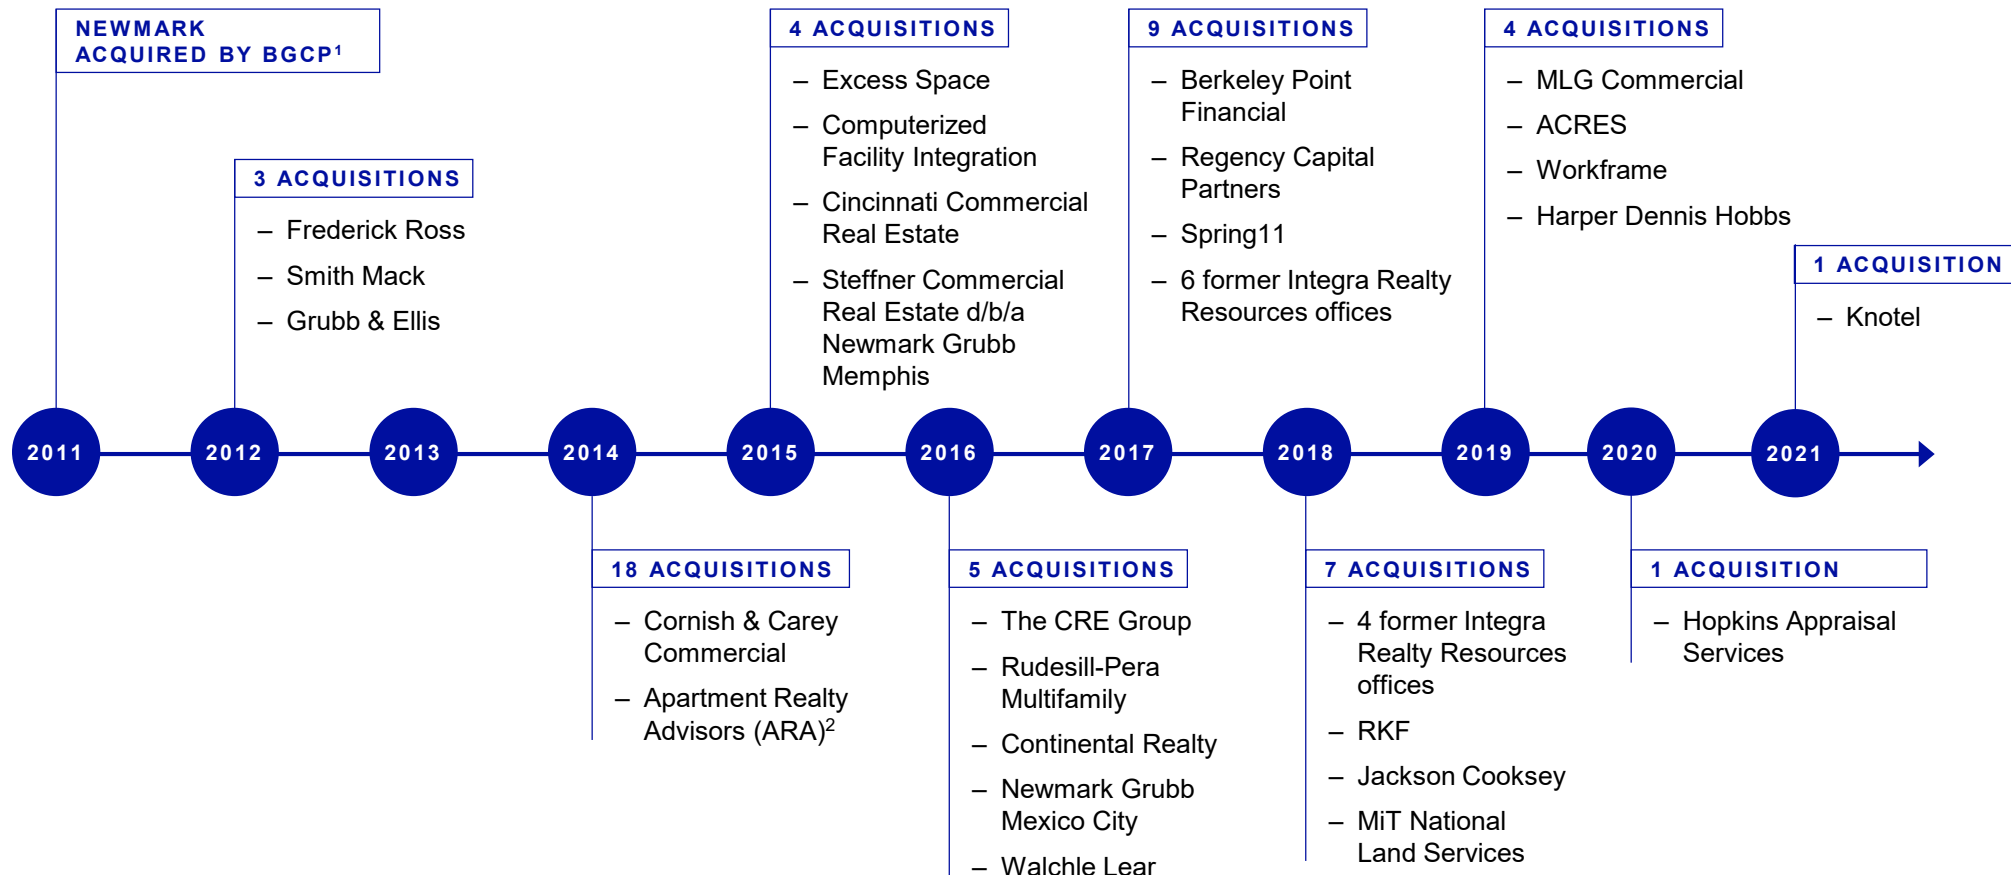 NEWMARK
ACQUIRED BY BGCP¹
3 ACQUISITIONS
– Frederick Ross
– Smith Mack
– Grubb & Ellis
4 ACQUISITIONS
– Excess Space
– Computerized
Facility Integration
– Cincinnati Commercial
Real Estate
– Steffner Commercial
Real Estate d/b/a
Newmark Grubb
Memphis
9 ACQUISITIONS
– Berkeley Point
Financial
– Regency Capital
Partners
– Spring11
– 6 former Integra Realty
Resources offices
4 ACQUISITIONS
– MLG Commercial
– ACRES
– Workframe
– Harper Dennis Hobbs
1 ACQUISITION
– Knotel
2011
2012
2013
2014
2015
2016
2017
2018
2019
2020
2021
18 ACQUISITIONS
– Cornish & Carey
Commercial
– Apartment Realty
Advisors (ARA)²
5 ACQUISITIONS
– The CRE Group
– Rudesill-Pera
Multifamily
– Continental Realty
– Newmark Grubb
Mexico City
– Walchle Lear
7 ACQUISITIONS
– 4 former Integra
Realty Resources
offices
– RKF
– Jackson Cooksey
– MiT National
Land Services
1 ACQUISITION
– Hopkins Appraisal
Services